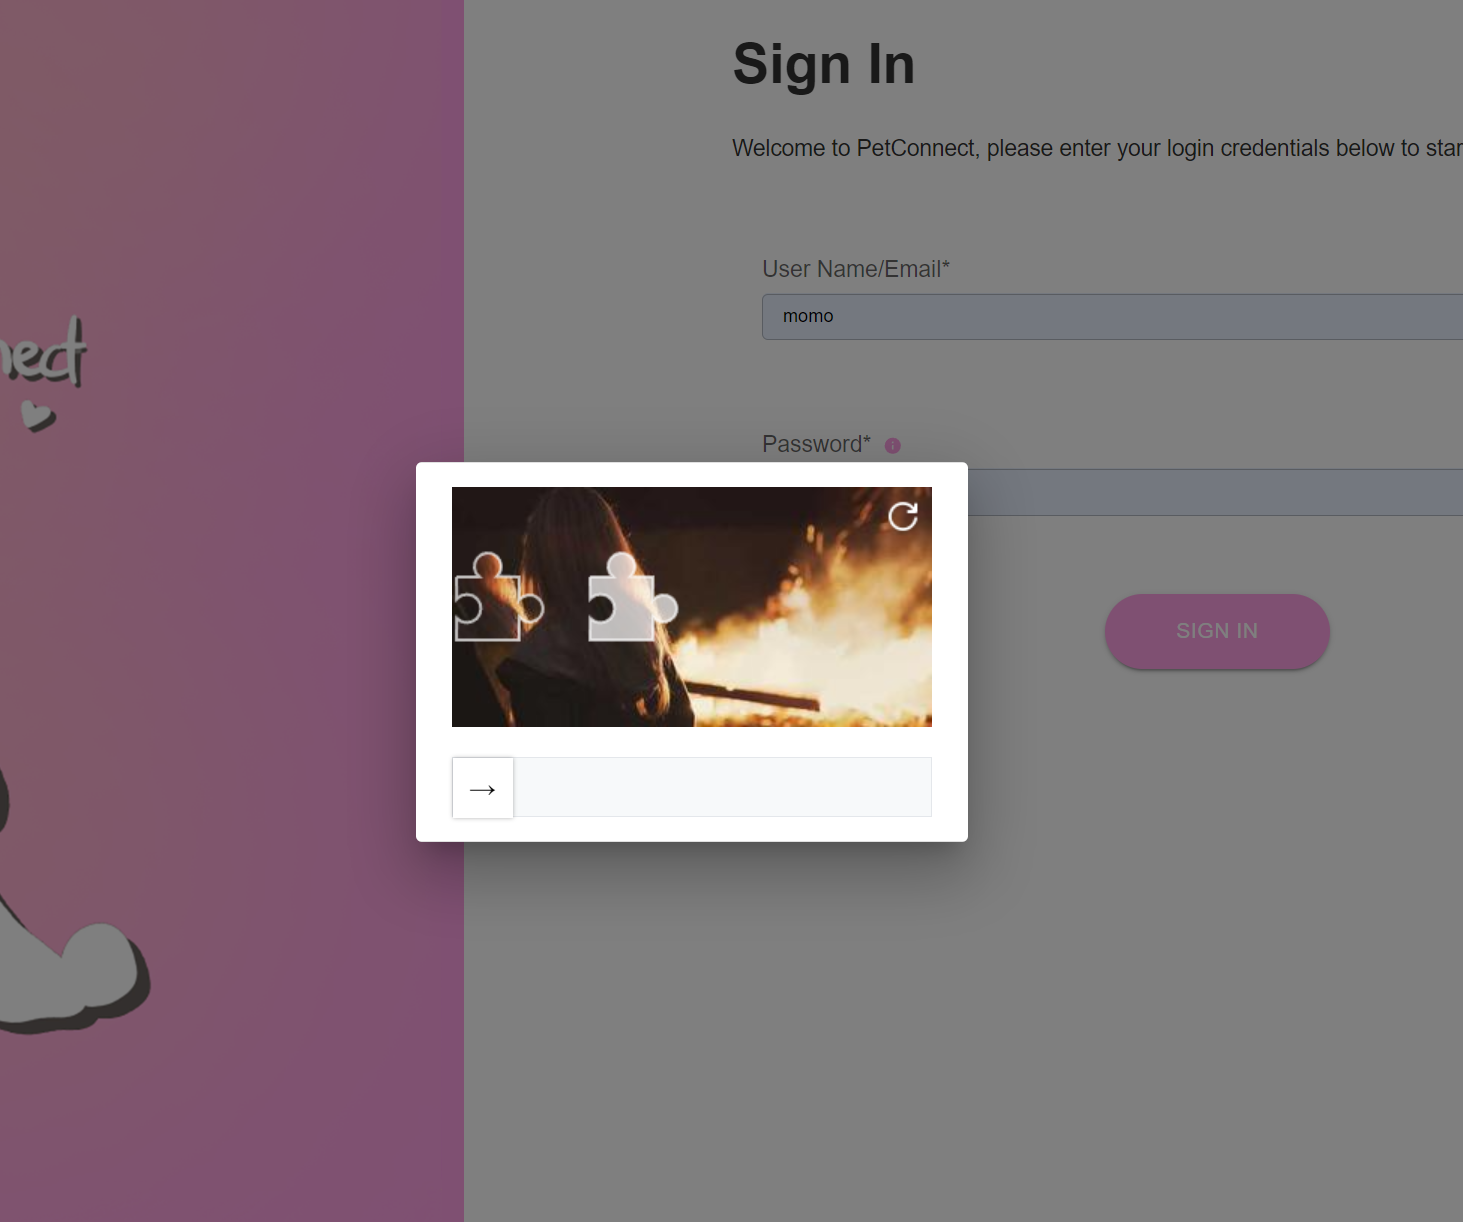 Sign In
Welcome to PetConnect, please enter your login credentials below to
User Name/Email*
momo
Password*
SIGN IN